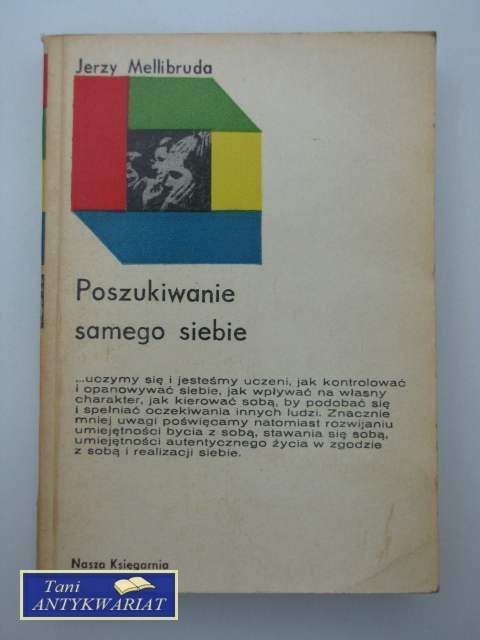 Jerzy Mellibruda
Poszukiwanie
samego siebie
...uczymy się i jesteśmy uczeni, jak kontrolować
i opanowywać siebie, jak wpływać na własny
charakter, jak kierować sobą, by podobać się
i spełniać oczekiwania innych ludzi. Znacznie
mniej uwagi poświęcamy natomiast rozwijaniu
umiejętności bycia z sobą, stawania się sobą,
umiejętności autentycznego życia w zgodzie
z sobą i realizacji siebie.
Nasza Księgarnia
Tani
ANTYKWARIAT